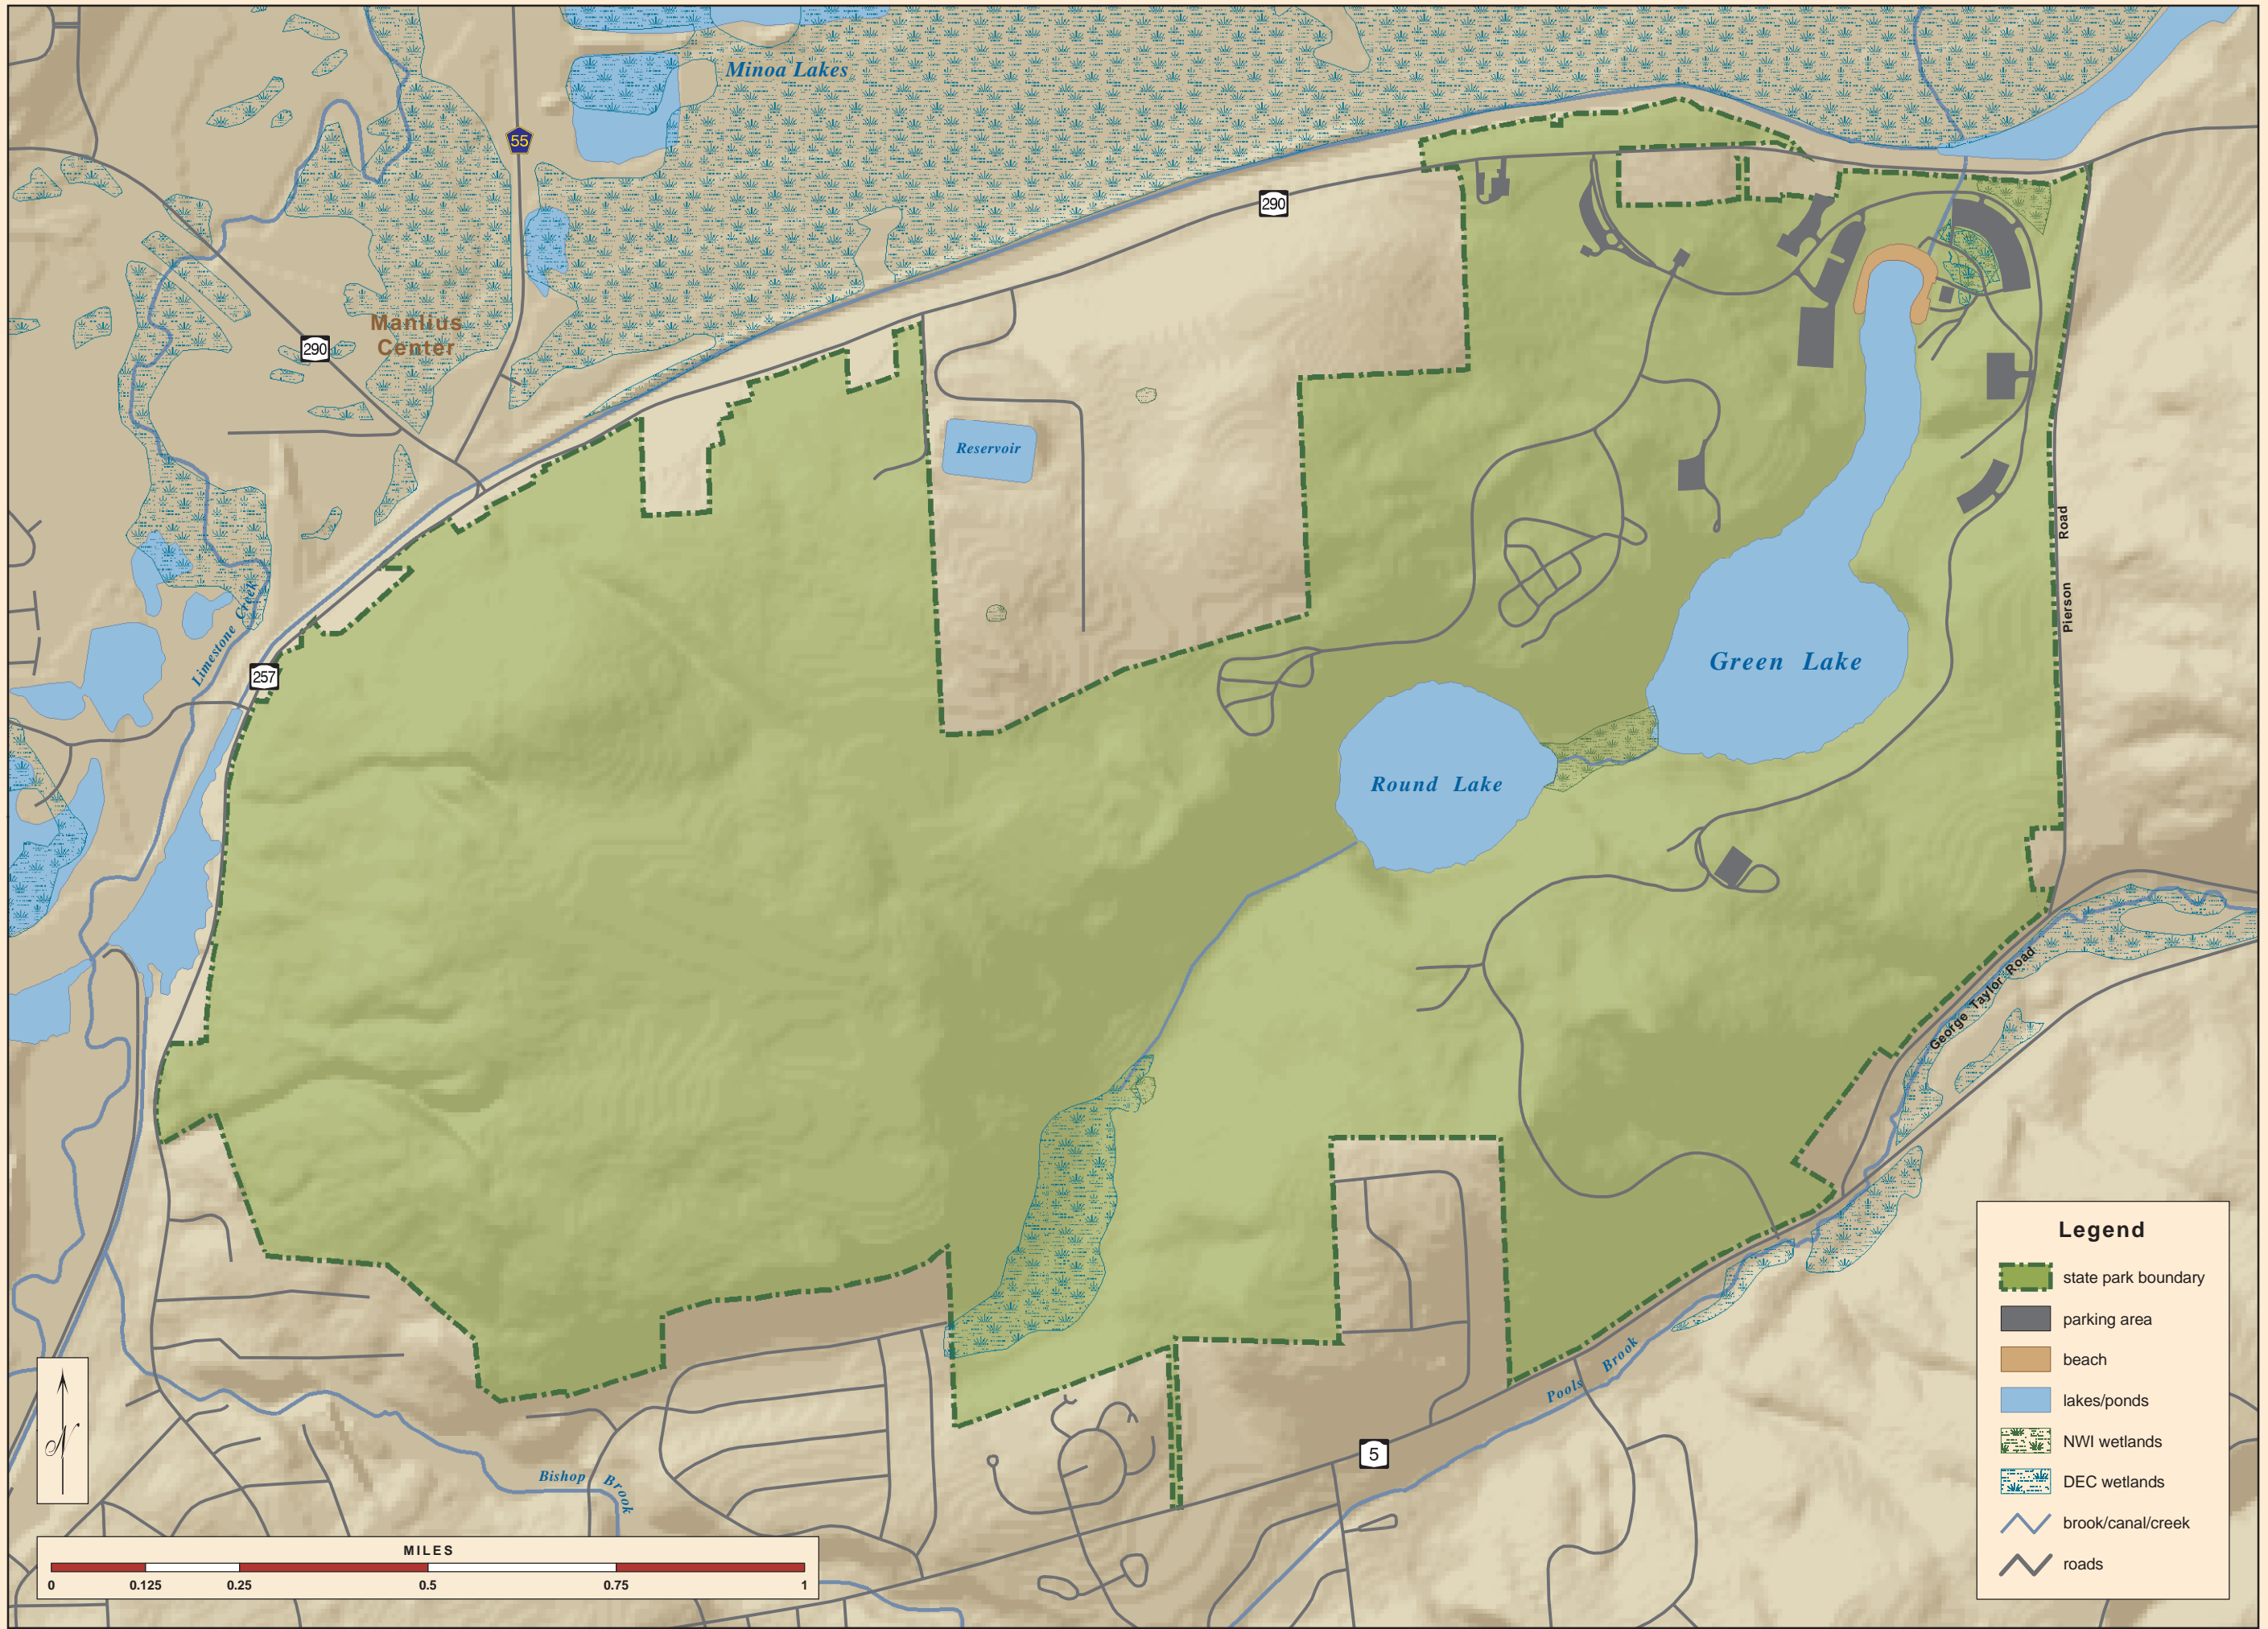 Minoa Lakes
55
290
Manlius
Center
290
Reservoir
Road
Pierson
Limestone Creek
257
Green Lake
Round Lake
George Taylor Road
Pools Brook
5
Bishop Brook
N
MILES
0 0.125 0.25 0.5 0.75 1
Legend
state park boundary
parking area
beach
lakes/ponds
NWI wetlands
DEC wetlands
brook/canal/creek
roads